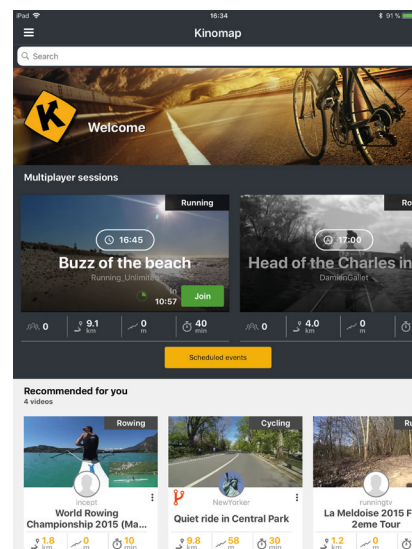 iPad 16:34 91 %
Kinomap
Search
K
Welcome
Multiplayer sessions
Running
16:45
Buzz of the beach
Running_Unlimited
in
10:57 Join
0 9.1 km 0 m 40 min
Ro
17:00
Head of the Charles in
DamienGallet
0 4.0 km 0 m
Scheduled events
Recommended for you
4 videos
Rowing
incept
World Rowing
Championship 2015 (Ma...
1.8 km 0 m 10 min
Cycling
NewYorker
Quiet ride in Central Park
9.8 km 58 m 30 min
Ru
runningtv
La Meldoise 2015 F
2eme Tour
1.2 km 0 m